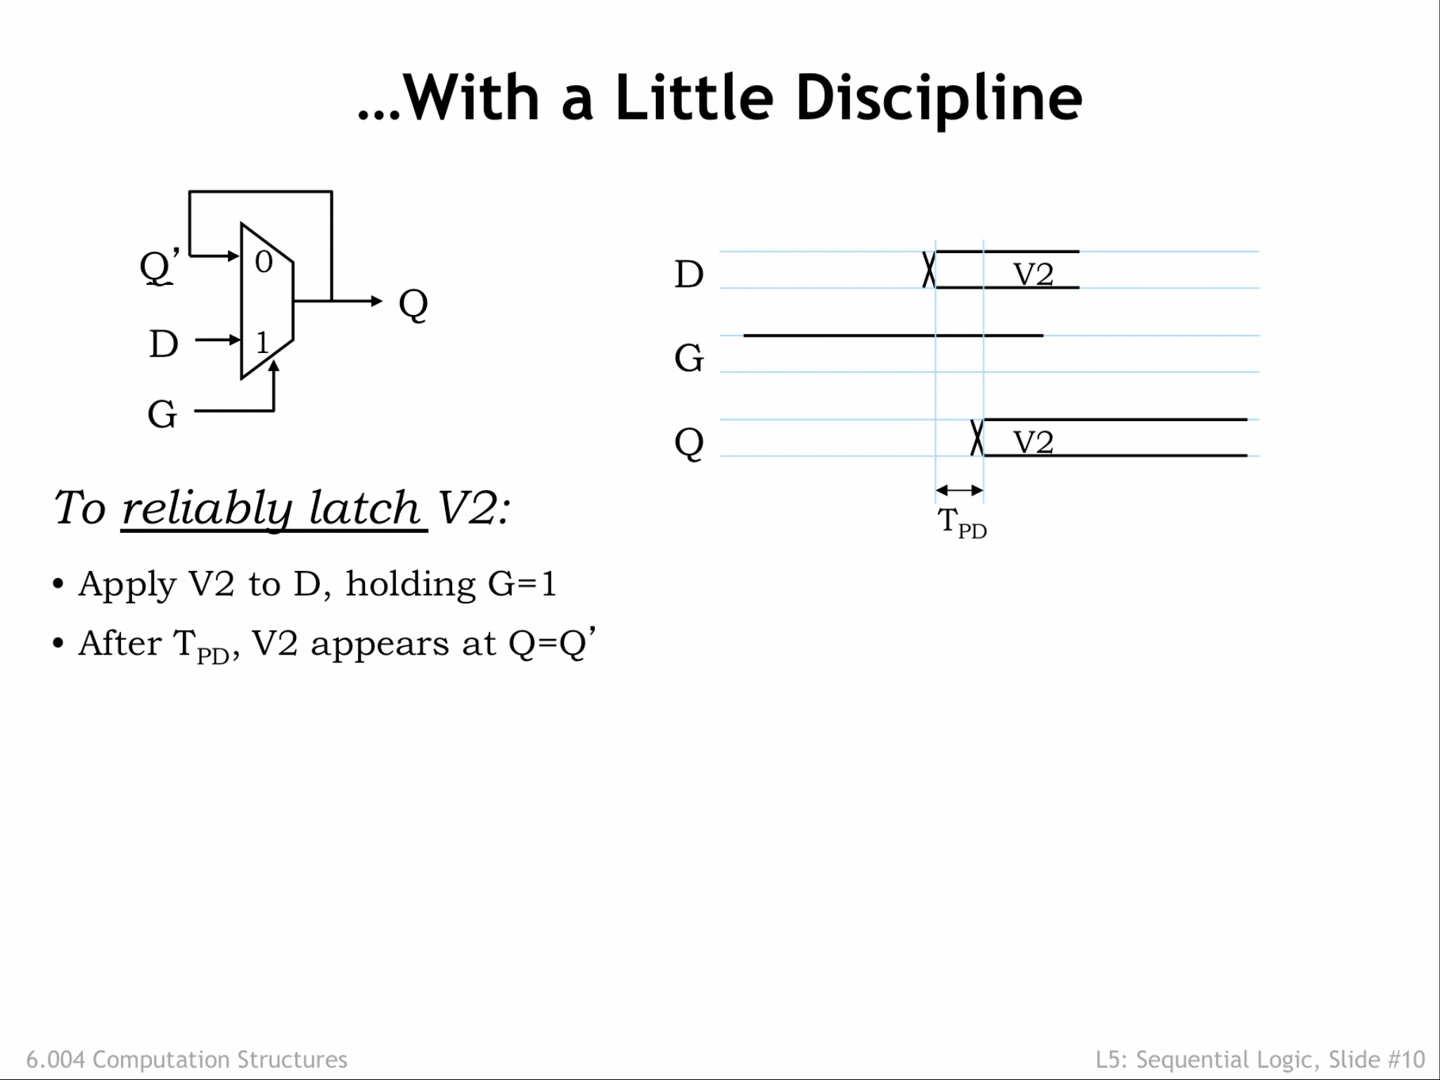 …With a Little Discipline
Q’
0
D
1
G
Q
D
V2
G
Q
V2
TPD
To reliably latch V2:
• Apply V2 to D, holding G=1
• After TPD, V2 appears at Q=Q’
6.004 Computation Structures
L5: Sequential Logic, Slide #10